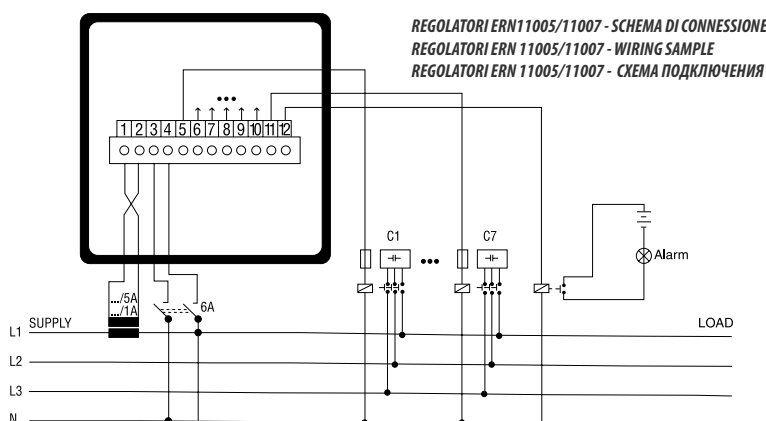 REGOLATORI ERN11005/11007 - SCHEMA DI CONNESSIONE
REGOLATORI ERN 11005/11007 - WIRING SAMPLE
REGOLATORI ERN 11005/11007 - СХЕМА ПОДКЛЮЧЕНИЯ
1 2 3 4 5 6 7 8 9 10 11 12
C1
C7
Alarm
.../5A
.../1A
6A
L1
SUPPLY
LOAD
L2
L3
N